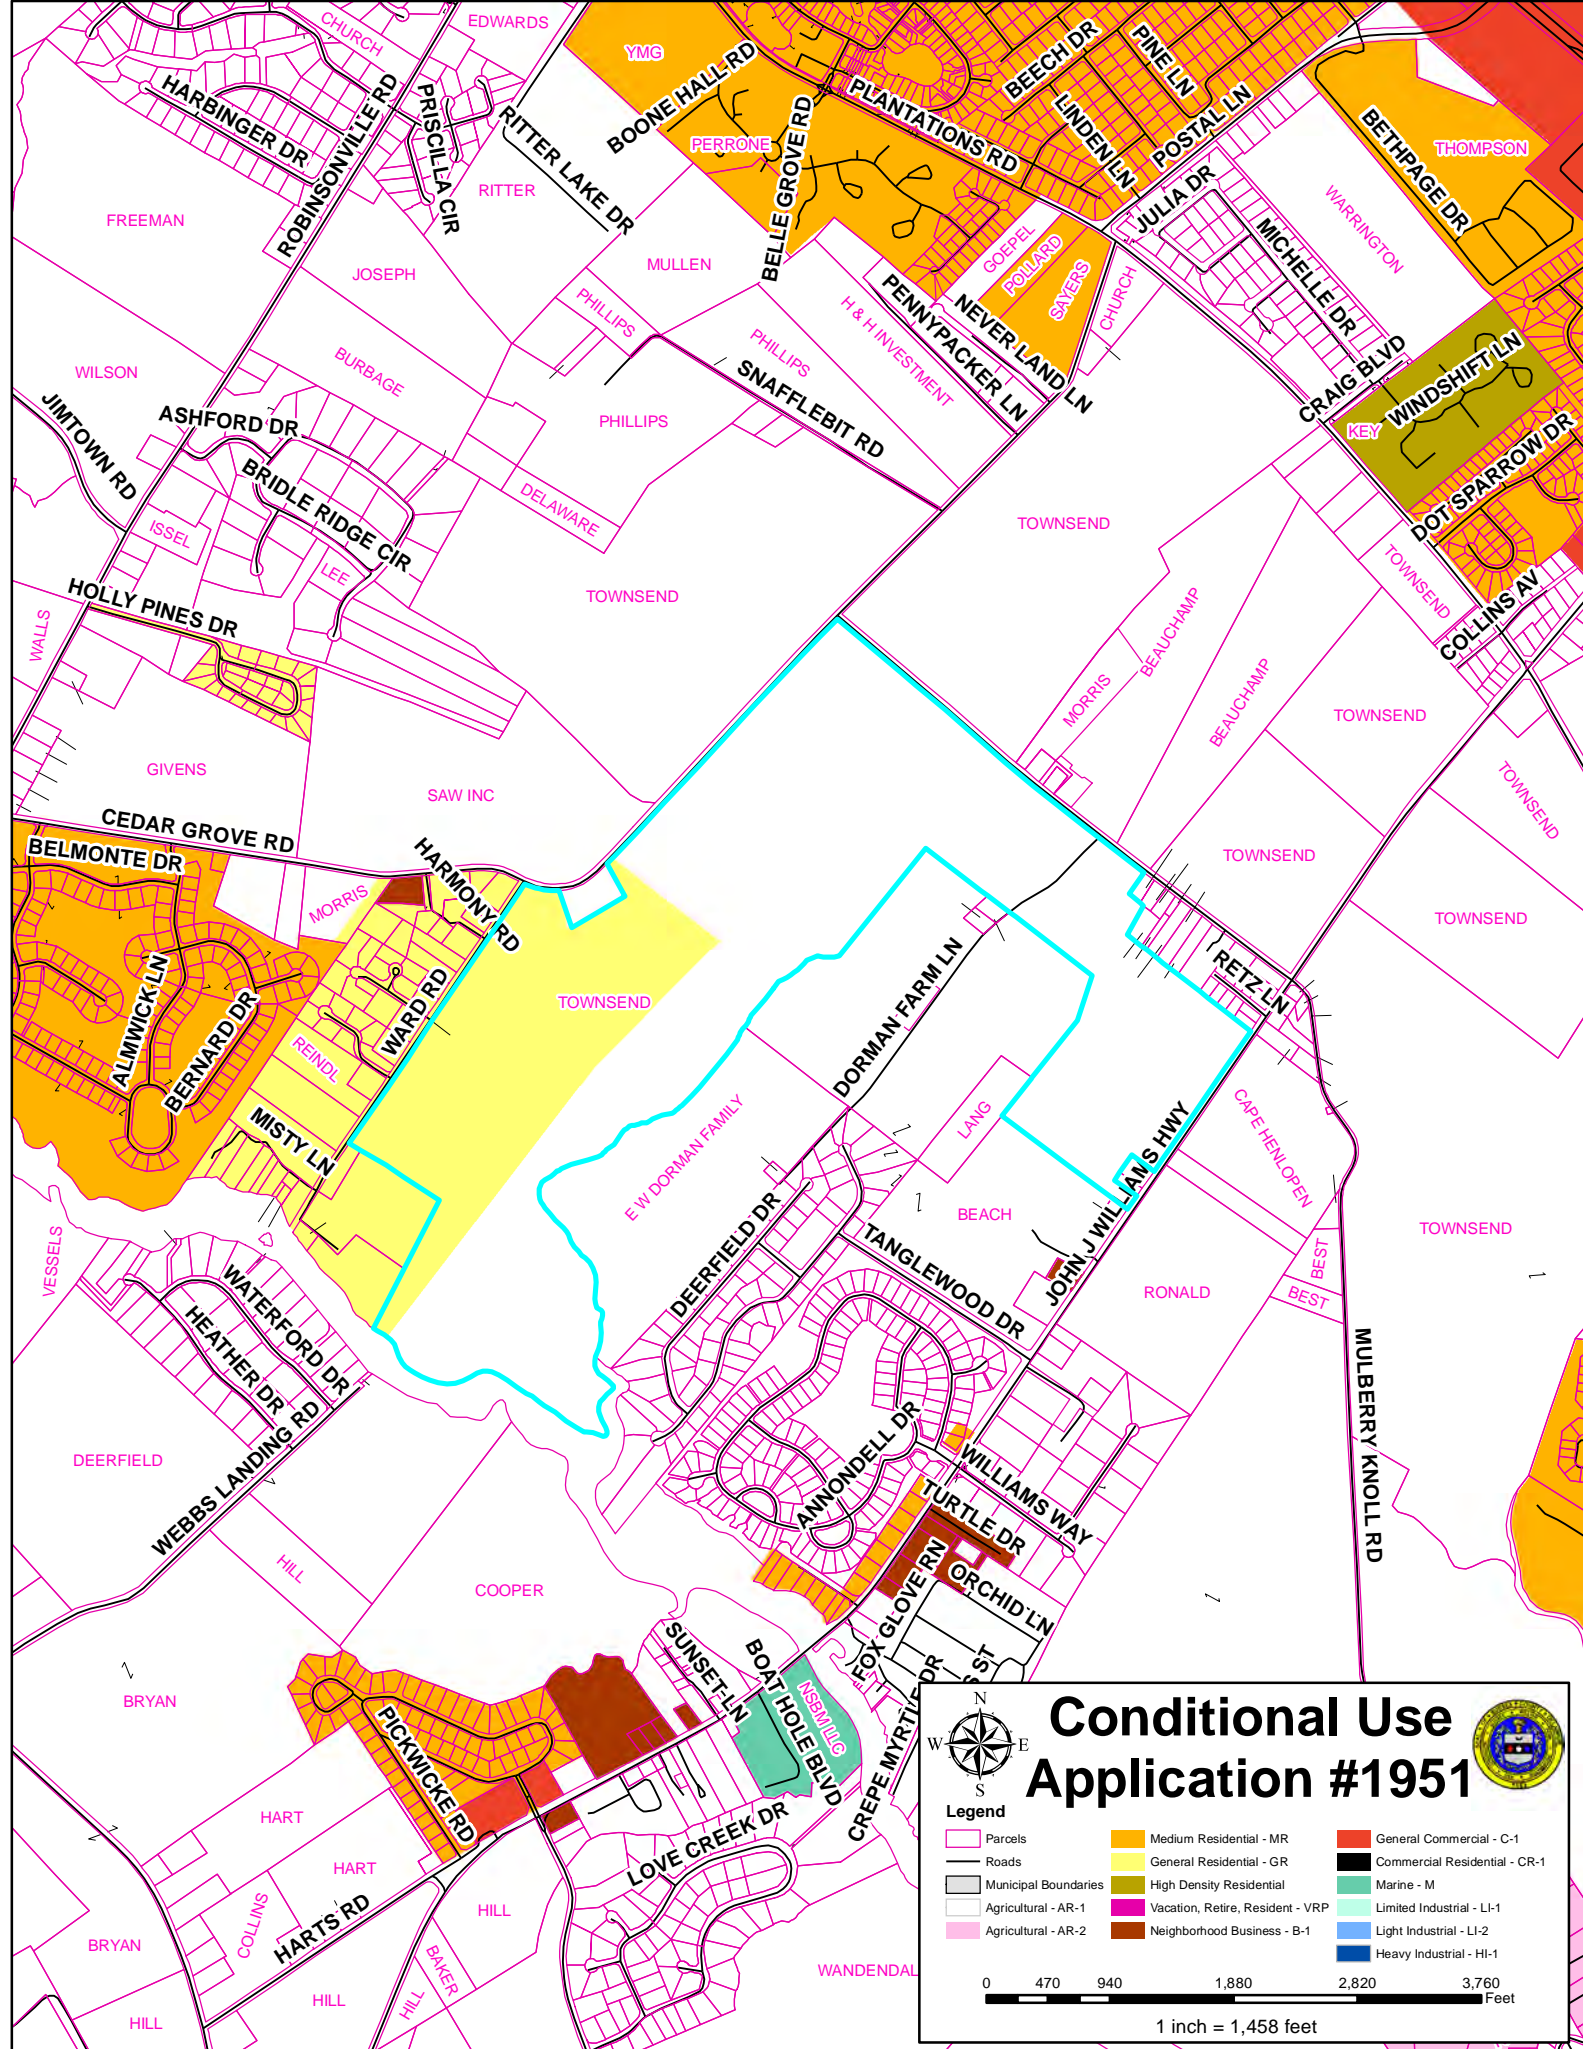 EDWARDS
CHURCH
YMG
BOONE HALL RD
BEECH DR
PINE LN
HARBINGER DR
ROBINSONVILLE RD
PRISCILLA CIR
RITTER LAKE DR
PERRONE
BELLE GROVE RD
PLANTATIONS RD
LINDEN LN
POSTAL LN
BETHPAGE DR
THOMPSON
RITTER
FREEMAN
JULIA DR
WARRINGTON
MICHELLE DR
JOSEPH
MULLEN
GOEPEL
POLLARD
SAYERS
CHURCH
PHILLIPS
PENNYPACKER LN
NEVER LAND LN
H & H INVESTMENT
PHILLIPS
WILSON
BURBAGE
SNAFFLEBIT RD
CRAIG BLVD
WINDSHIFT LN
KEY
JIMTOWN RD
ASHFORD DR
PHILLIPS
DOT SPARROW DR
BRIDLE RIDGE CIR
DELAWARE
TOWNSEND
ISSEL
LEE
TOWNSEND
COLLINS AV
HOLLY PINES DR
TOWNSEND
WALLS
BEAUCHAMP
MORRIS
BEAUCHAMP
TOWNSEND
GIVENS
SAW INC
TOWNSEND
CEDAR GROVE RD
BELMONTE DR
HARMONY RD
TOWNSEND
MORRIS
TOWNSEND
ALMWICK LN
BERNARD DR
WARD RD
TOWNSEND
DORMAN FARM LN
RETZ LN
REINDL
MISTY LN
E W DORMAN FAMILY
LANG
JOHN J WILLIAMS HWY
CAPE HENLOPEN
VESSELS
DEERFIELD DR
BEACH
TOWNSEND
WATERFORD DR
HEATHER DR
TANGLEWOOD DR
RONALD
BEST
BEST
MULBERRY KNOLL RD
DEERFIELD
WEBBS LANDING RD
ANNONDELL DR
WILLIAMS WAY
TURTLE DR
HILL
COOPER
FOX GLOVE RN
ORCHID LN
SUNSET LN
BOAT HOLE BLVD
NSBM LLC
CREPE MYRTLE DR
S ST
BRYAN
PICKWICKE RD
HART
HART
LOVE CREEK DR
COLLINS
HARTS RD
HILL
BRYAN
BAKER
HILL
HILL
HILL
WANDENDAL
N
W E
S
Conditional Use
Application #1951
Legend
Parcels
Roads
Municipal Boundaries
Agricultural - AR-1
Agricultural - AR-2
Medium Residential - MR
General Residential - GR
High Density Residential
Vacation, Retire, Resident - VRP
Neighborhood Business - B-1
General Commercial - C-1
Commercial Residential - CR-1
Marine - M
Limited Industrial - LI-1
Light Industrial - LI-2
Heavy Industrial - HI-1
0 470 940 1,880 2,820 3,760
Feet
1 inch = 1,458 feet